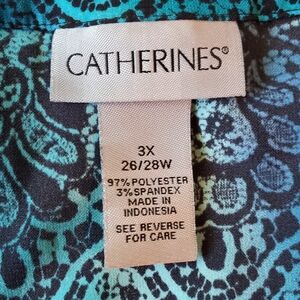 CATHERINES®
3X
26/28W
97% POLYESTER
3% SPANDEX
MADE IN
INDONESIA
SEE REVERSE
FOR CARE